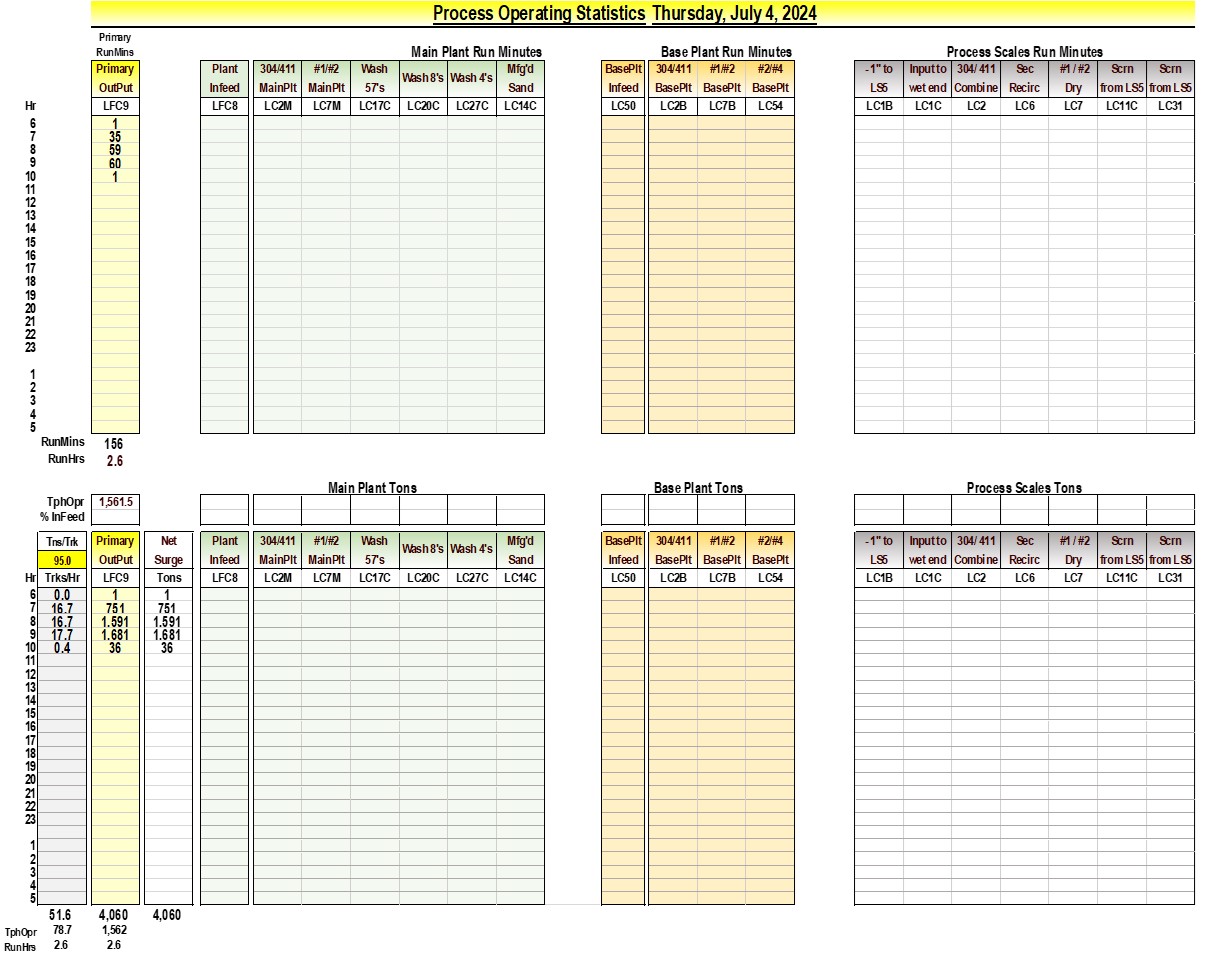 Process Operating Statistics Thursday, July 4, 2024
Primary
RunMins Main Plant Run Minutes Base Plant Run Minutes Process Scales Run Minutes
Primary Plant 304/411 #1/#2 Wash Wash 8's Wash 4's Mfg'd BasePlt 304/411 #1/#2 #2/#4 -1" to Input to 304/ 411 Sec #1 / #2 Scrn Scrn
OutPut Infeed MainPlt MainPlt 57's Sand Infeed BasePlt BasePlt BasePlt LS5 wet end Combine Recirc Dry from LS5 from LS5
Hr LFC9 LFC8 LC2M LC7M LC17C LC20C LC27C LC14C LC50 LC2B LC7B LC54 LC1B LC1C LC2 LC6 LC7 LC11C LC31
6 1
7 35
8 59
9 60
10 1
11
12
13
14
15
16
17
18
19
20
21
22
23
1
2
3
4
5
RunMins 156
RunHrs 2.6
Main Plant Tons Base Plant Tons Process Scales Tons
TphOpr 1,561.5
% InFeed
Tns/Trk Primary Net Plant 304/411 #1/#2 Wash Wash 8's Wash 4's Mfg'd BasePlt 304/411 #1/#2 #2/#4 -1" to Input to 304/ 411 Sec #1 / #2 Scrn Scrn
95.0 OutPut Surge Infeed MainPlt MainPlt 57's Sand Infeed BasePlt BasePlt BasePlt LS5 wet end Combine Recirc Dry from LS5 from LS5
Hr Trks/Hr LFC9 Tons LFC8 LC2M LC7M LC17C LC20C LC27C LC14C LC50 LC2B LC7B LC54 LC1B LC1C LC2 LC6 LC7 LC11C LC31
6 0.0 1 1
7 16.7 751 751
8 16.7 1.591 1.591
9 17.7 1.681 1.681
10 0.4 36 36
11
12
13
14
15
16
17
18
19
20
21
22
23
1
2
3
4
5
51.6 4,060 4,060
TphOpr 78.7 1,562
RunHrs 2.6 2.6